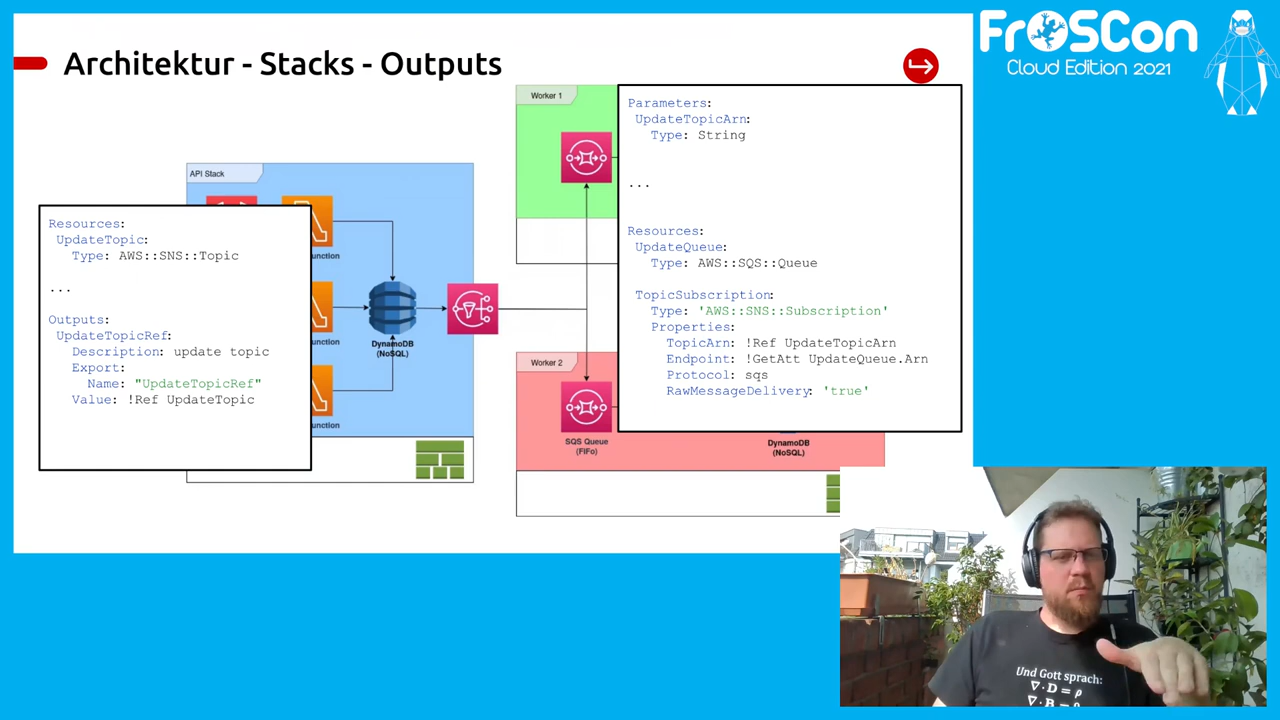 Architektur - Stacks - Outputs
FrOSCon
Cloud Edition 2021
API Stack
Resources:
UpdateTopic:
Type: AWS::SNS::Topic
...
Outputs:
UpdateTopicRef:
Description: update topic
Export:
Name: "UpdateTopicRef"
Value: !Ref UpdateTopic
unction
unction
unction
DynamoDB
(NoSQL)
Worker 1
Worker 2
SQS Queue
(FiFo)
Parameters:
UpdateTopicArn:
Type: String
...
Resources:
UpdateQueue:
Type: AWS::SQS::Queue
TopicSubscription:
Type: 'AWS::SNS::Subscription'
Properties:
TopicArn: !Ref UpdateTopicArn
Endpoint: !GetAtt UpdateQueue.Arn
Protocol: sqs
RawMessageDelivery: 'true'
DynamoDB
(NoSQL)
Und Gott sprach:
∇·D = ρ